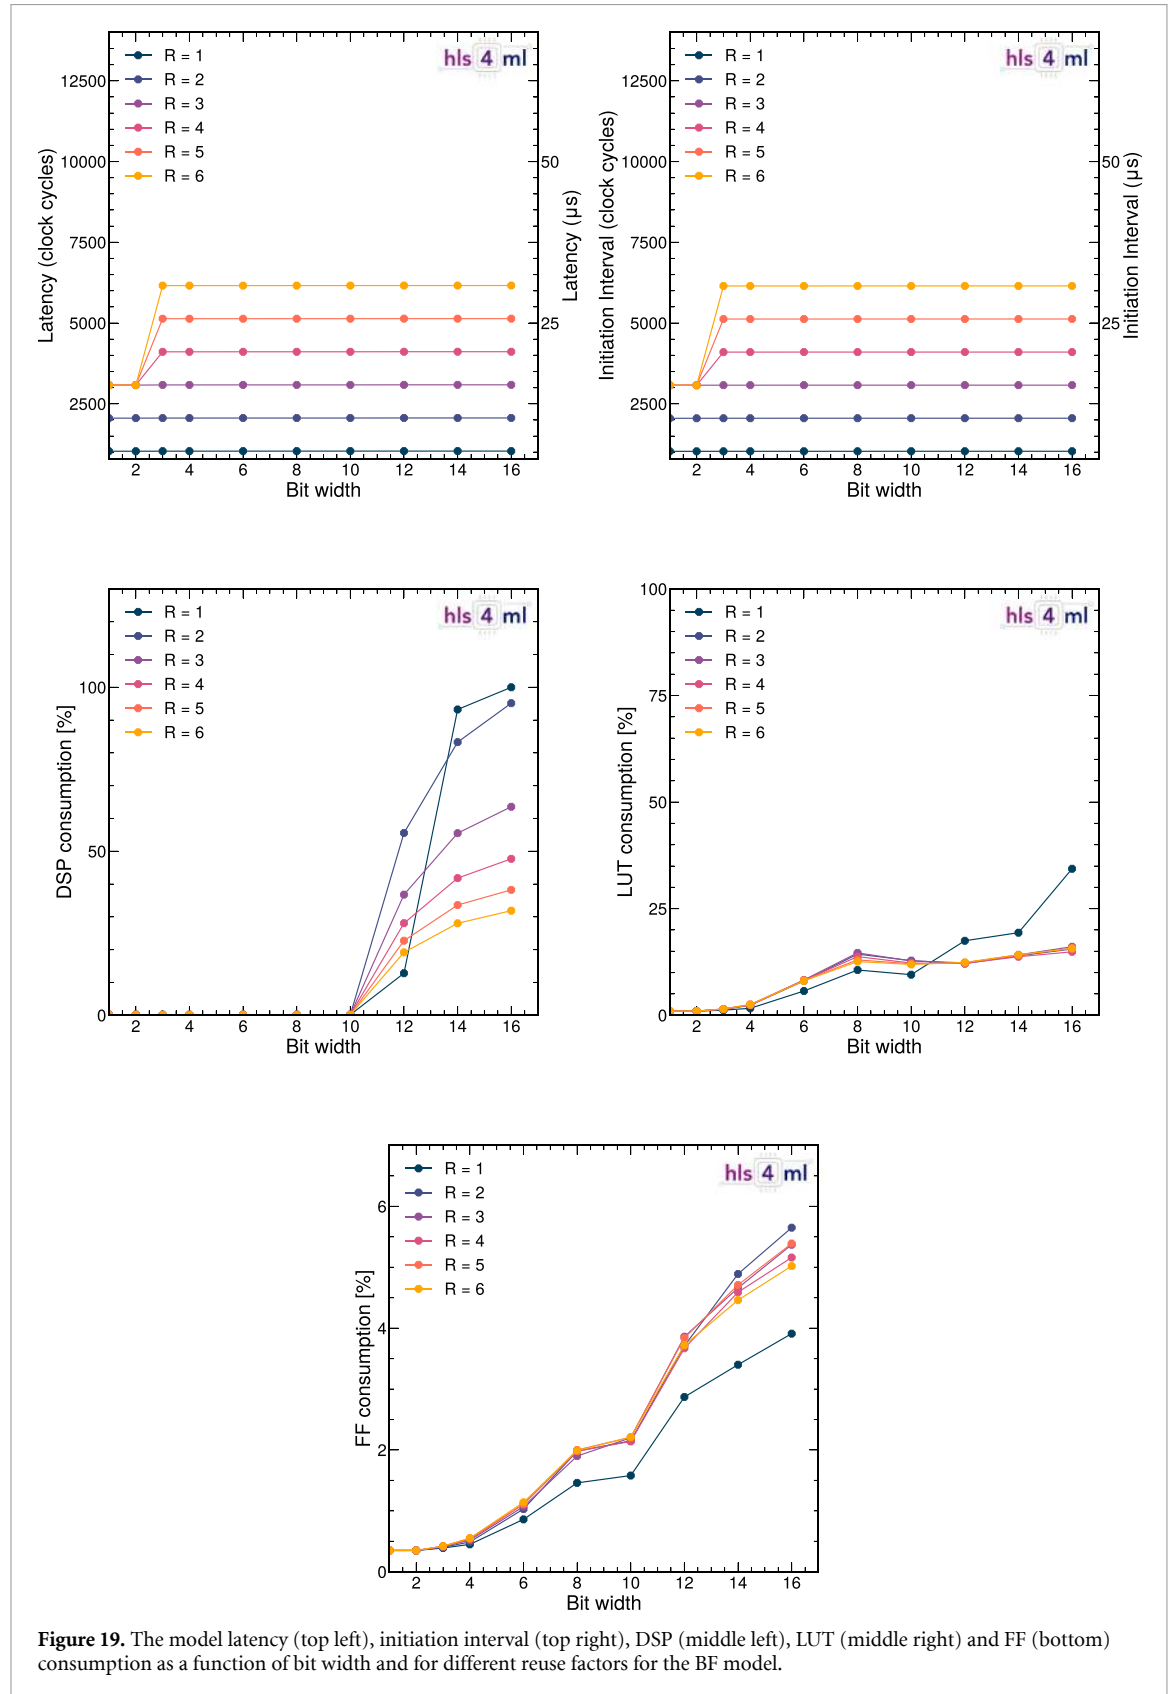 R = 1
R = 2
R = 3
R = 4
R = 5
R = 6
hls 4 ml
12500
10000
7500
5000
2500
50
25
2 4 6 8 10 12 14 16
Latency (clock cycles)
Latency (μs)
Bit width
R = 1
R = 2
R = 3
R = 4
R = 5
R = 6
hls 4 ml
12500
10000
7500
5000
2500
50
25
2 4 6 8 10 12 14 16
Initiation Interval (clock cycles)
Initiation Interval (μs)
Bit width
R = 1
R = 2
R = 3
R = 4
R = 5
R = 6
hls 4 ml
100
50
0
2 4 6 8 10 12 14 16
DSP consumption [%]
Bit width
R = 1
R = 2
R = 3
R = 4
R = 5
R = 6
hls 4 ml
100
75
50
25
0
2 4 6 8 10 12 14 16
LUT consumption [%]
Bit width
R = 1
R = 2
R = 3
R = 4
R = 5
R = 6
hls 4 ml
6
4
2
0
2 4 6 8 10 12 14 16
FF consumption [%]
Bit width
Figure 19. The model latency (top left), initiation interval (top right), DSP (middle left), LUT (middle right) and FF (bottom)
consumption as a function of bit width and for different reuse factors for the BF model.